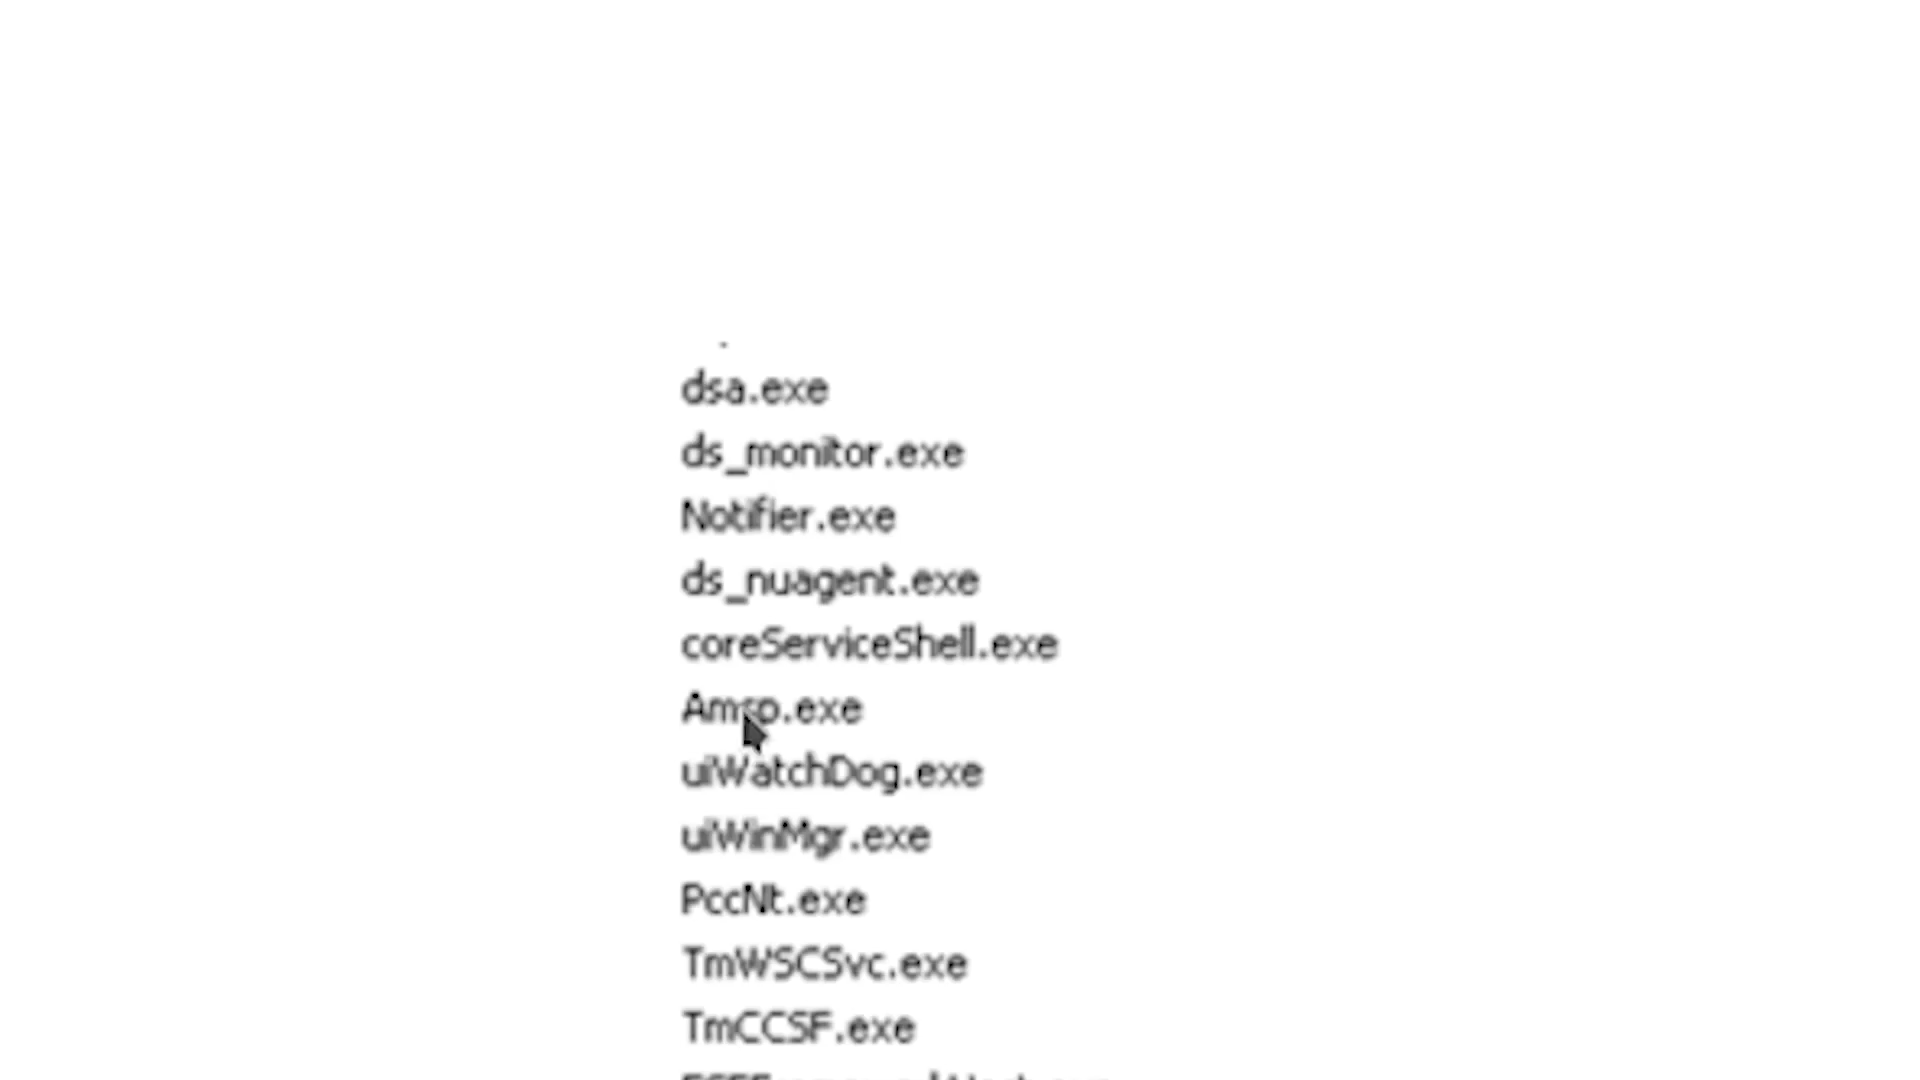 dsa.exe
ds_monitor.exe
Notifier.exe
ds_nuagent.exe
coreServiceShell.exe
Amsp.exe
uiWatchDog.exe
uiWinMgr.exe
PccNt.exe
TmWSCSvc.exe
TmCCSF.exe